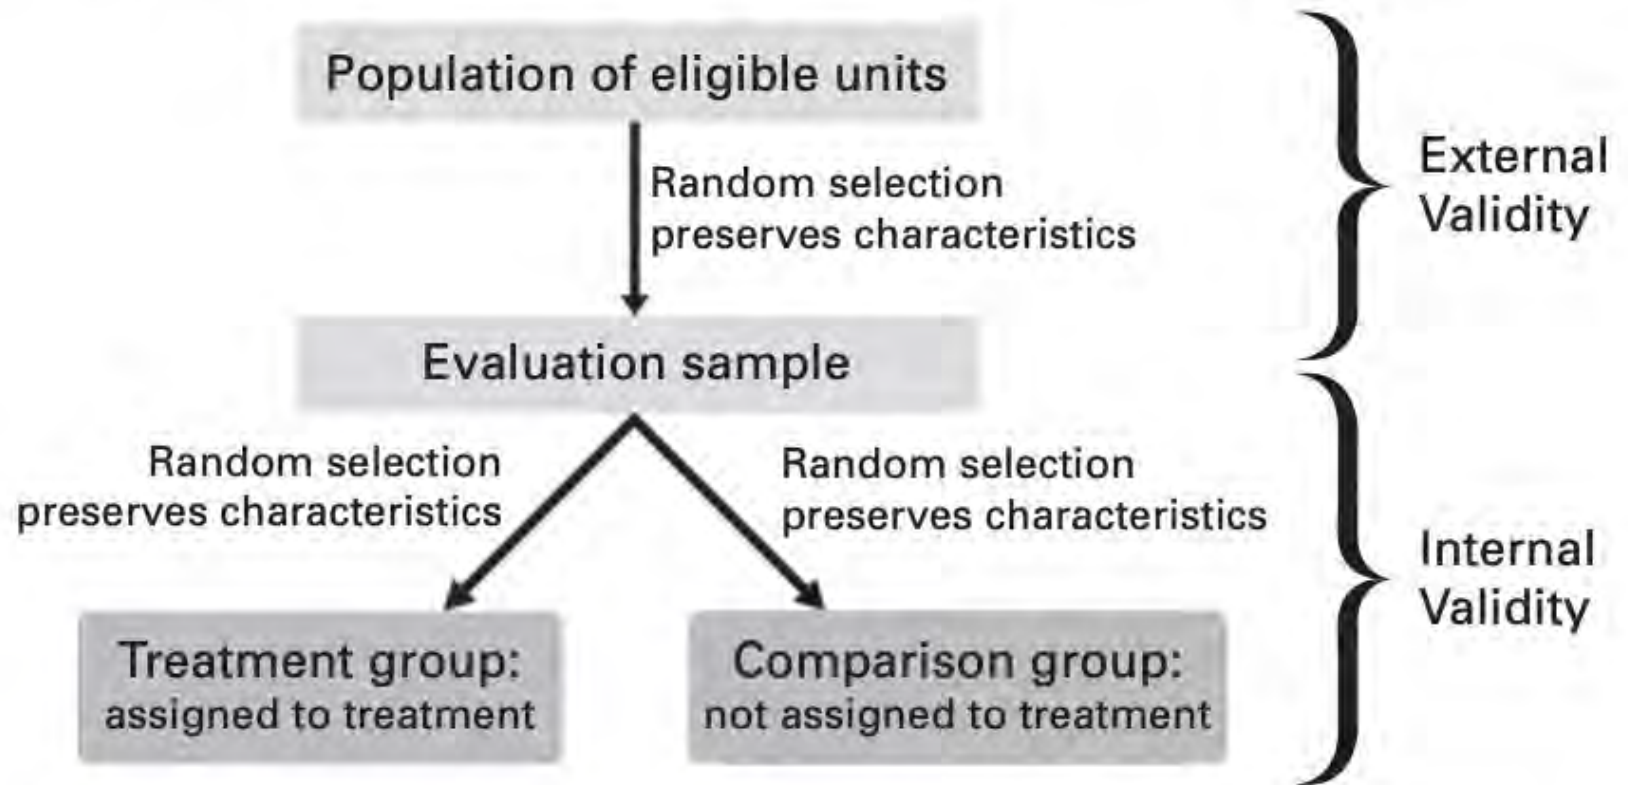 Population of eligible units
Random selection
preserves characteristics
External
Validity
Evaluation sample
Random selection
preserves characteristics
Random selection
preserves characteristics
Internal
Validity
Treatment group:
assigned to treatment
Comparison group:
not assigned to treatment